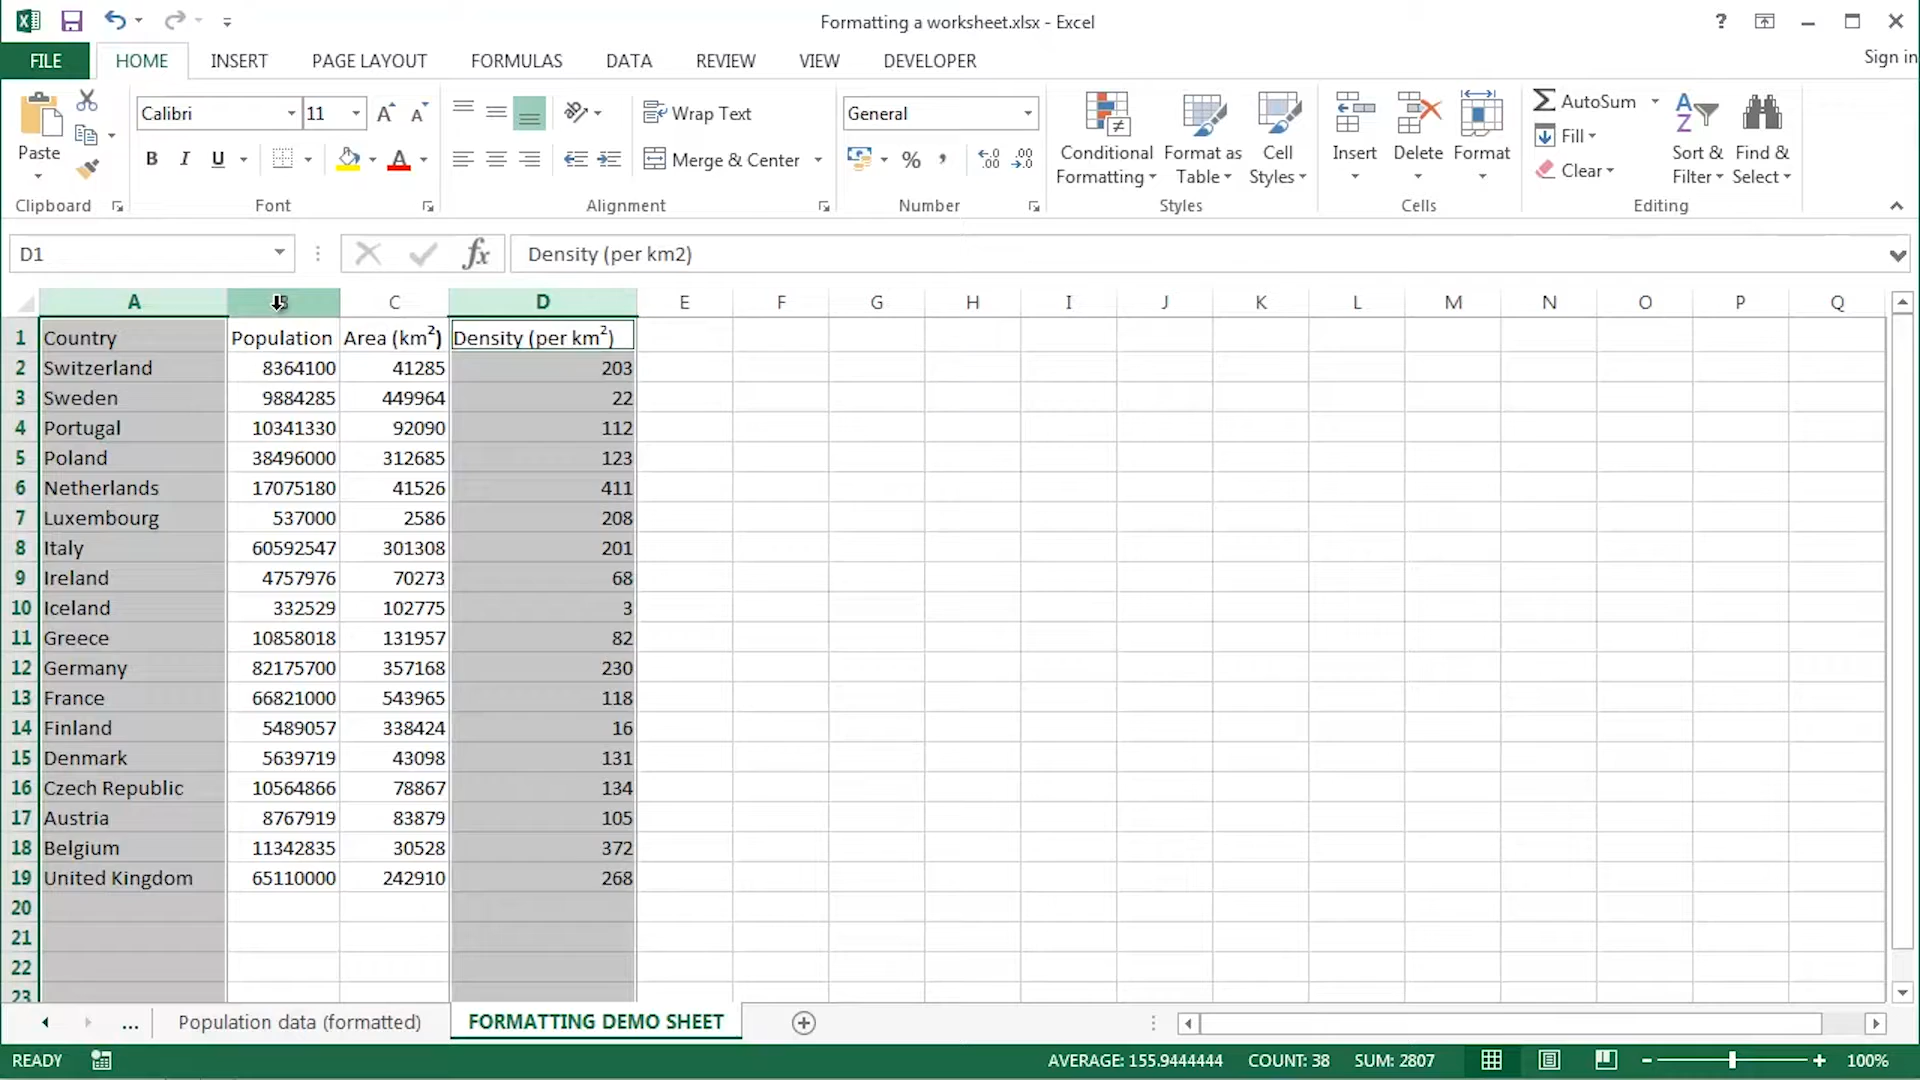 Formatting a worksheet.xlsx - Excel
?
FILE HOME INSERT PAGE LAYOUT FORMULAS DATA REVIEW VIEW DEVELOPER Sign in
Paste
Clipboard
Calibri 11
B I U A
Font
Wrap Text
Merge & Center
Alignment
General
%
Number
Conditional Formatting
Format as Table
Cell Styles
Styles
Insert
Delete
Format
Cells
AutoSum
Fill
Clear
Sort & Filter
Find & Select
Editing
D1 fx Density (per km2)
A C D E F G H I J K L M N O P Q
1 Country Population Area (km²) Density (per km²)
2 Switzerland 8364100 41285 203
3 Sweden 9884285 449964 22
4 Portugal 10341330 92090 112
5 Poland 38496000 312685 123
6 Netherlands 17075180 41526 411
7 Luxembourg 537000 2586 208
8 Italy 60592547 301308 201
9 Ireland 4757976 70273 68
10 Iceland 332529 102775 3
11 Greece 10858018 131957 82
12 Germany 82175700 357168 230
13 France 66821000 543965 118
14 Finland 5489057 338424 16
15 Denmark 5639719 43098 131
16 Czech Republic 10564866 78867 134
17 Austria 8767919 83879 105
18 Belgium 11342835 30528 372
19 United Kingdom 65110000 242910 268
20
21
22
23
... Population data (formatted) FORMATTING DEMO SHEET
READY AVERAGE: 155.9444444 COUNT: 38 SUM: 2807 100%